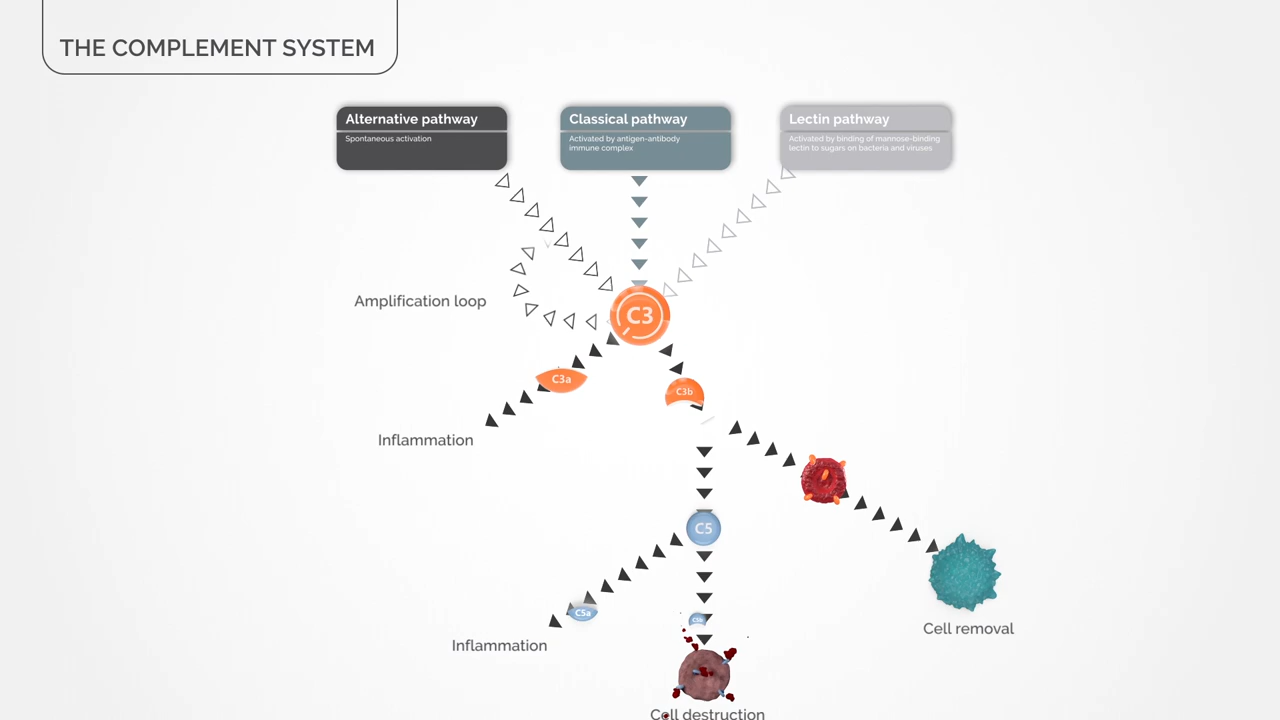 THE COMPLEMENT SYSTEM
Alternative pathway
Spontaneous activation
Classical pathway
Activated by antigen-antibody
immune complex
Lectin pathway
Activated by binding of mannose-binding
lectin to sugars on bacteria and viruses
Amplification loop
C3
C3a
C3b
Inflammation
C5
C5a
C5b
Inflammation
Cell removal
Cell destruction